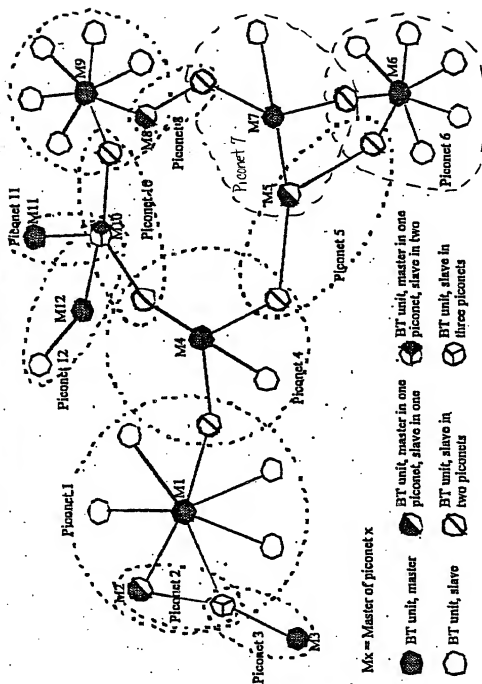 Piconet 1
M1
Piconet 2
M2
Piconet 3
M3
Piconet 4
M4
Piconet 12
M12
Piconet 11
M11
M10
Piconet 10
M9
M8
Piconet 8
Piconet 7
M7
M5
Piconet 5
M6
Piconet 6
Mx = Master of piconet x
BT unit, master
BT unit, master in one
piconet, slave in one
BT unit, master in one
piconet, slave in two
BT unit, slave
BT unit, slave in
two piconets
BT unit, slave in
three piconets